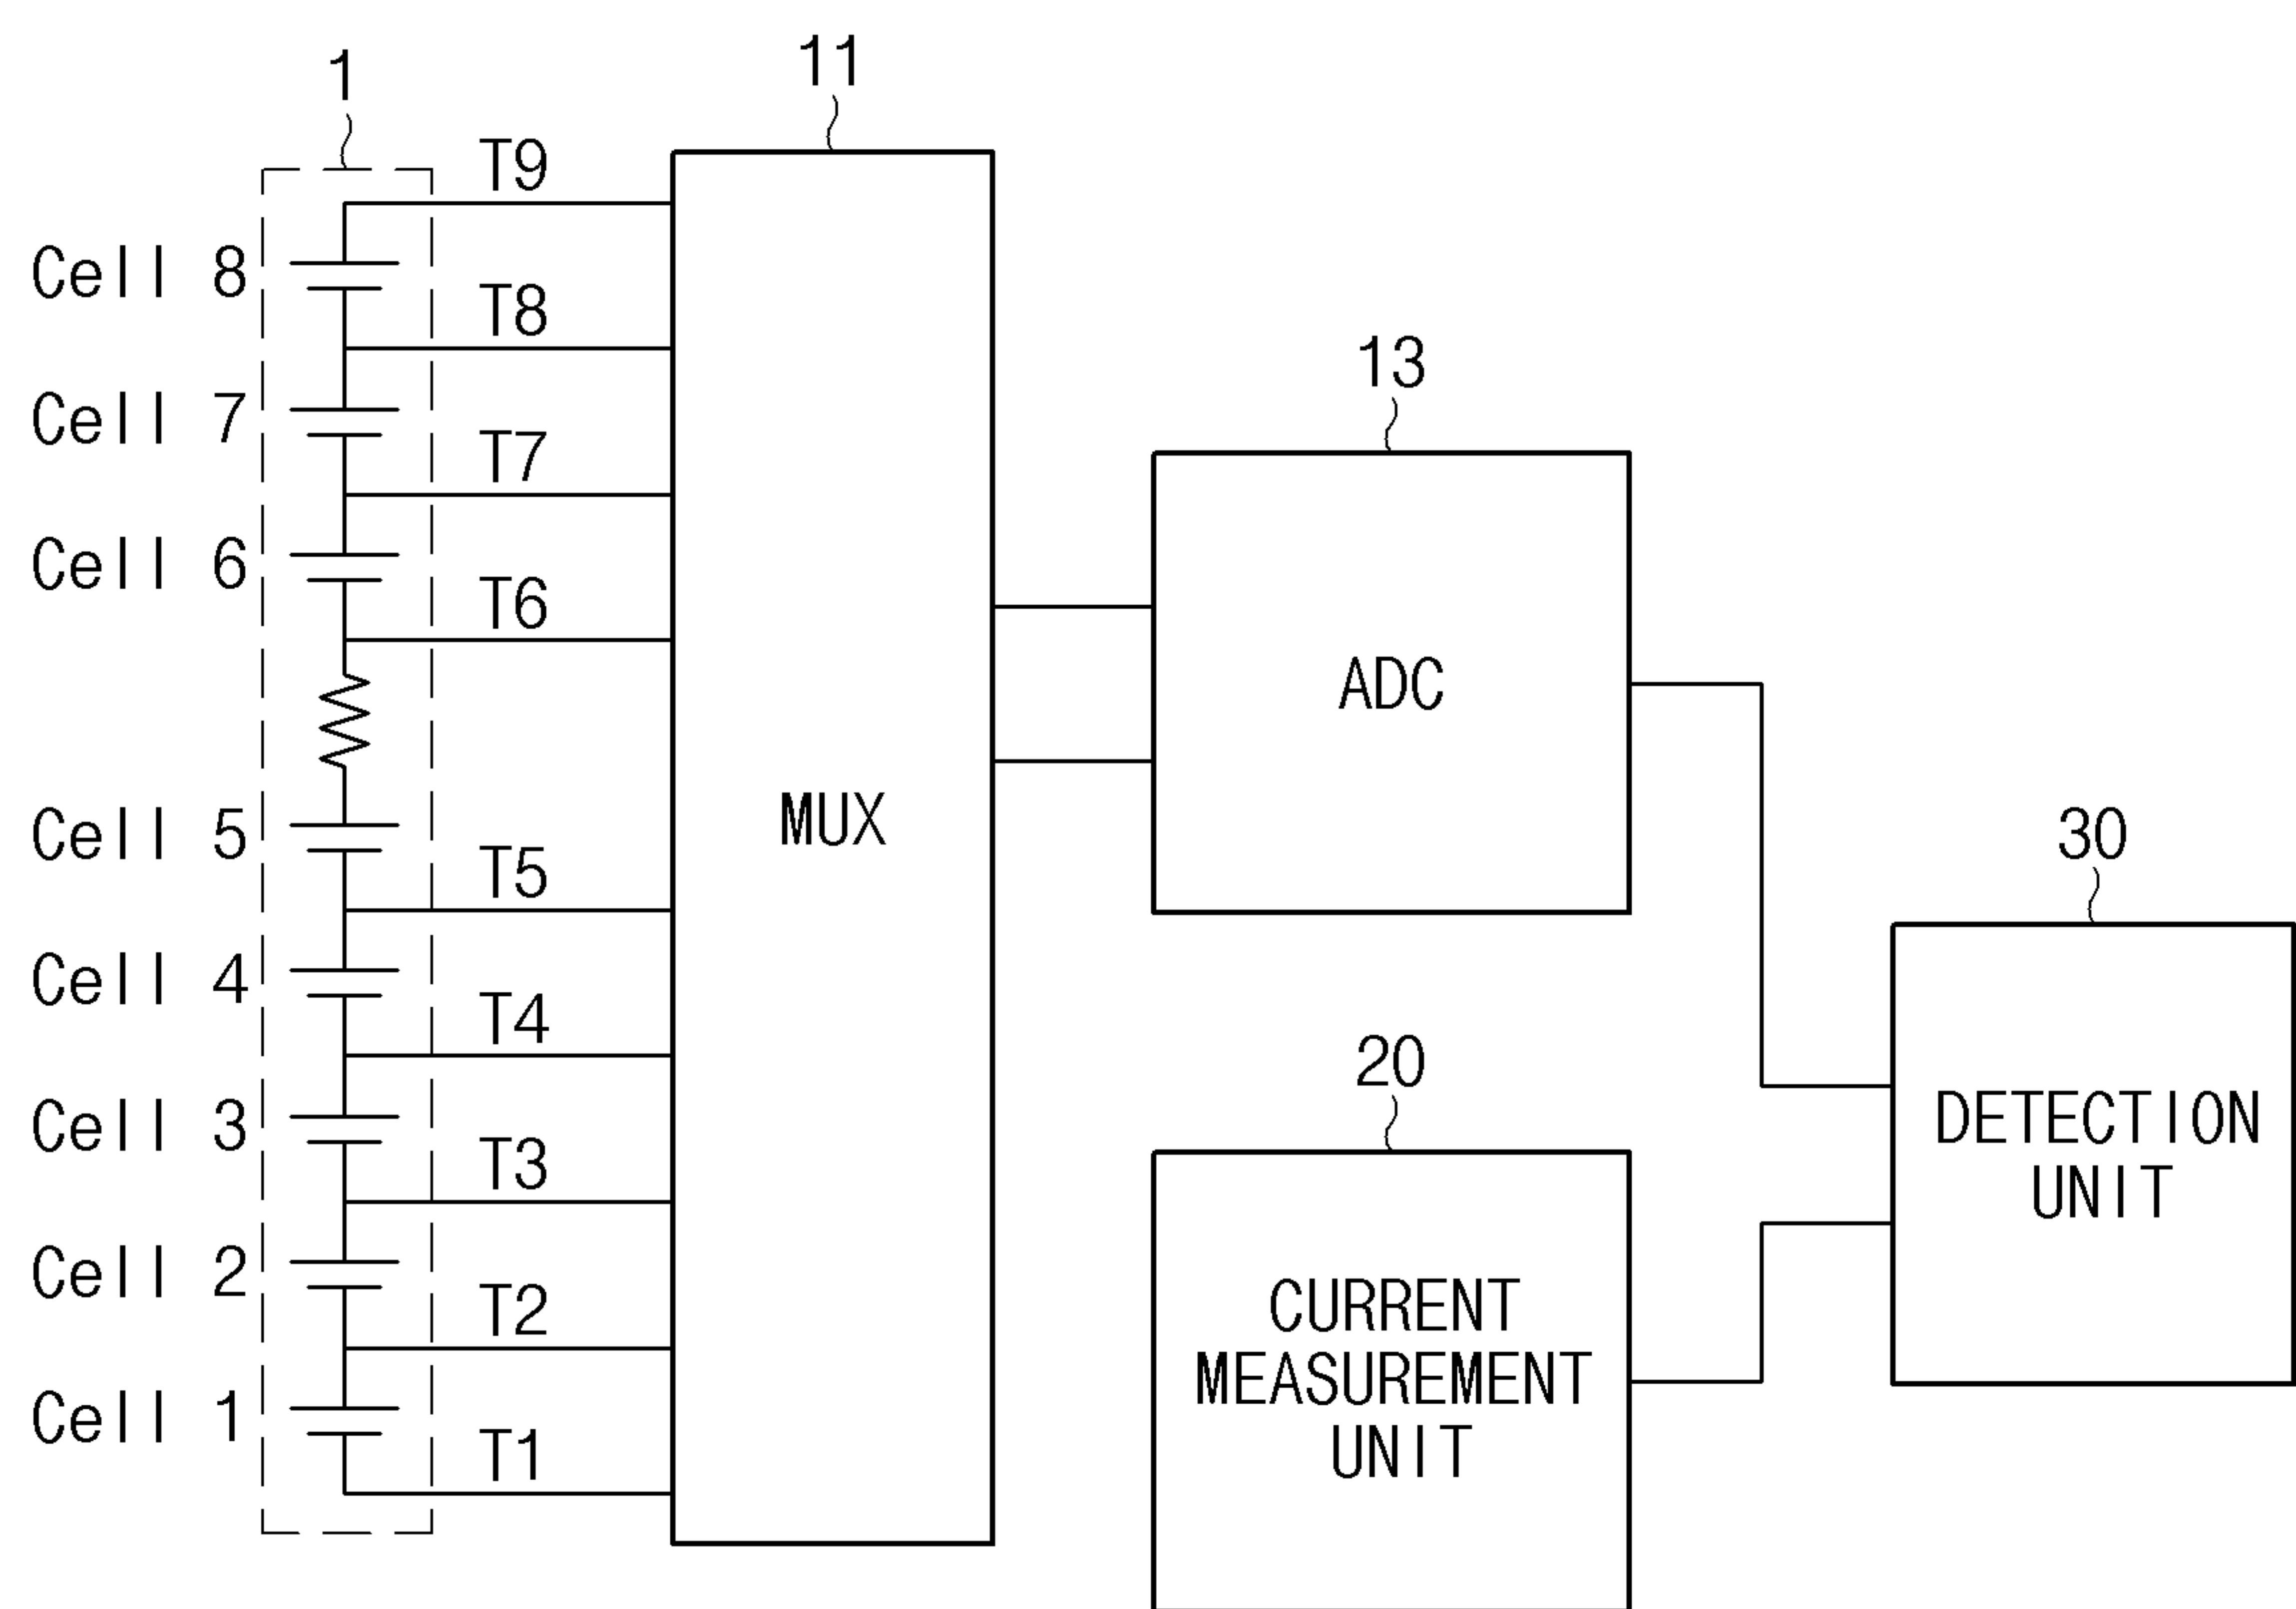 1
11
T9
Cell 8
T8
Cell 7
T7
Cell 6
T6
13
ADC
MUX
Cell 5
T5
Cell 4
T4
Cell 3
T3
Cell 2
T2
Cell 1
T1
20
CURRENT
MEASUREMENT
UNIT
30
DETECTION
UNIT